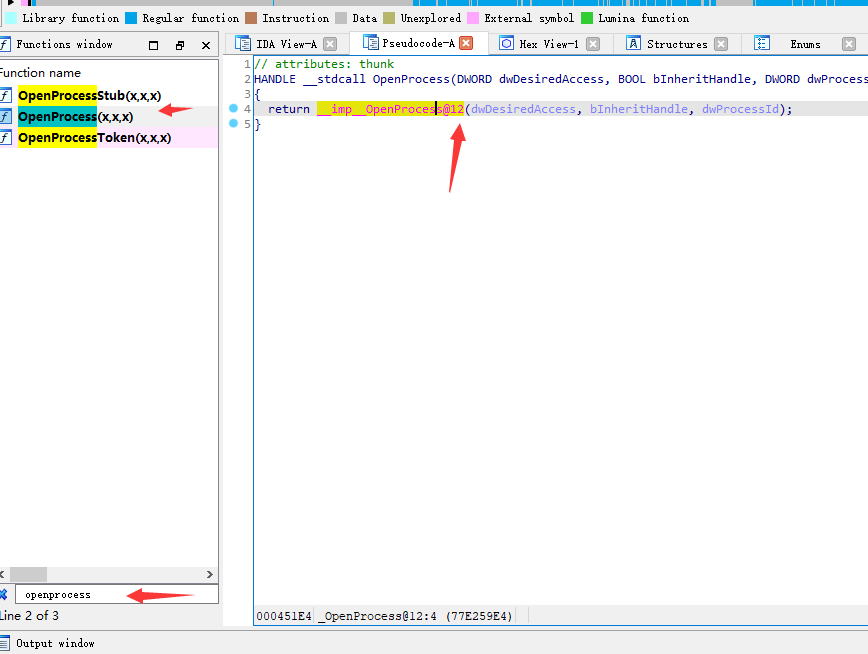 Library function Regular function Instruction Data Unexplored External symbol Lumina function
Functions window
IDA View-A Pseudocode-A Hex View-1 Structures Enums
Function name
OpenProcessStub(x,x,x)
OpenProcess(x,x,x)
OpenProcessToken(x,x,x)
1 // attributes: thunk
2 HANDLE __stdcall OpenProcess(DWORD dwDesiredAccess, BOOL bInheritHandle, DWORD dwProcess
3 {
4 return __imp__OpenProcess@12(dwDesiredAccess, bInheritHandle, dwProcessId);
5 }
openprocess
Line 2 of 3
000451E4 _OpenProcess@12:4 (77E259E4)
Output window